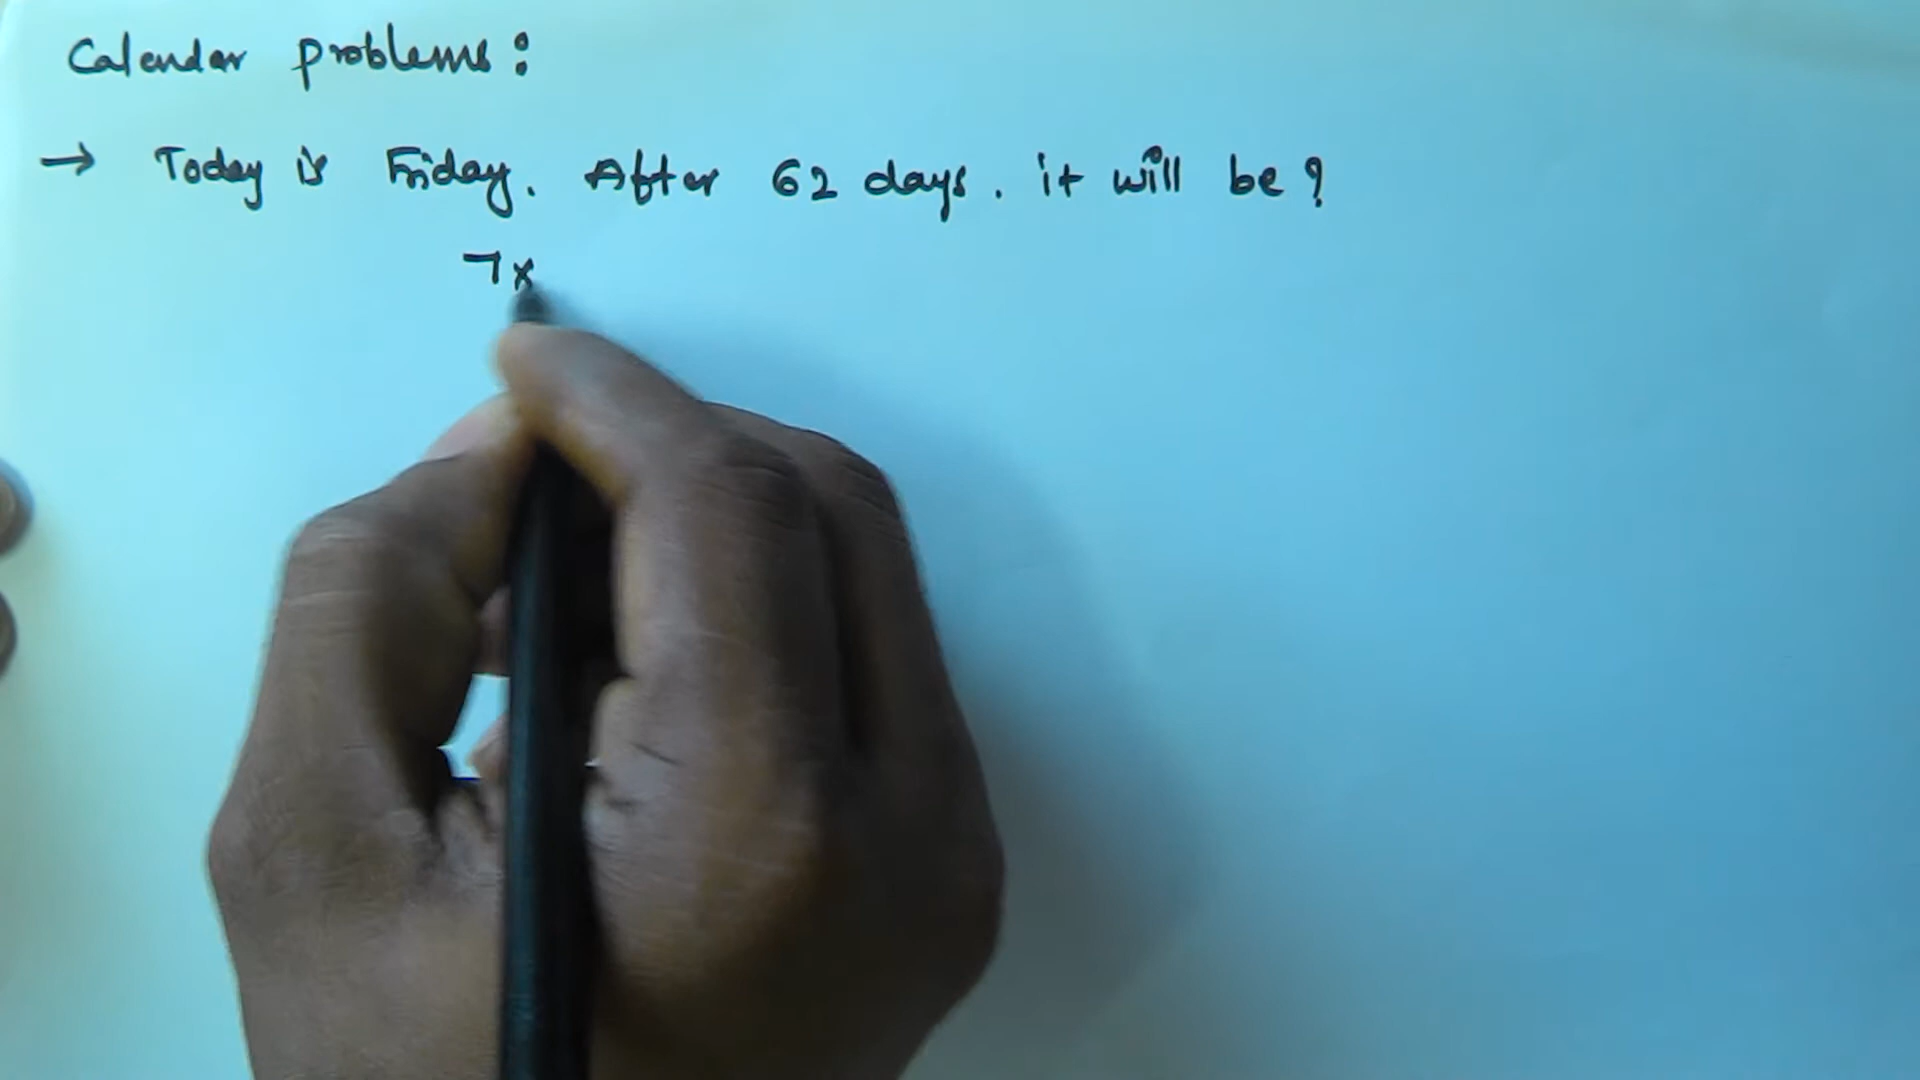 Calendar problems:
→ Today is Friday. After 62 days. it will be?
7x